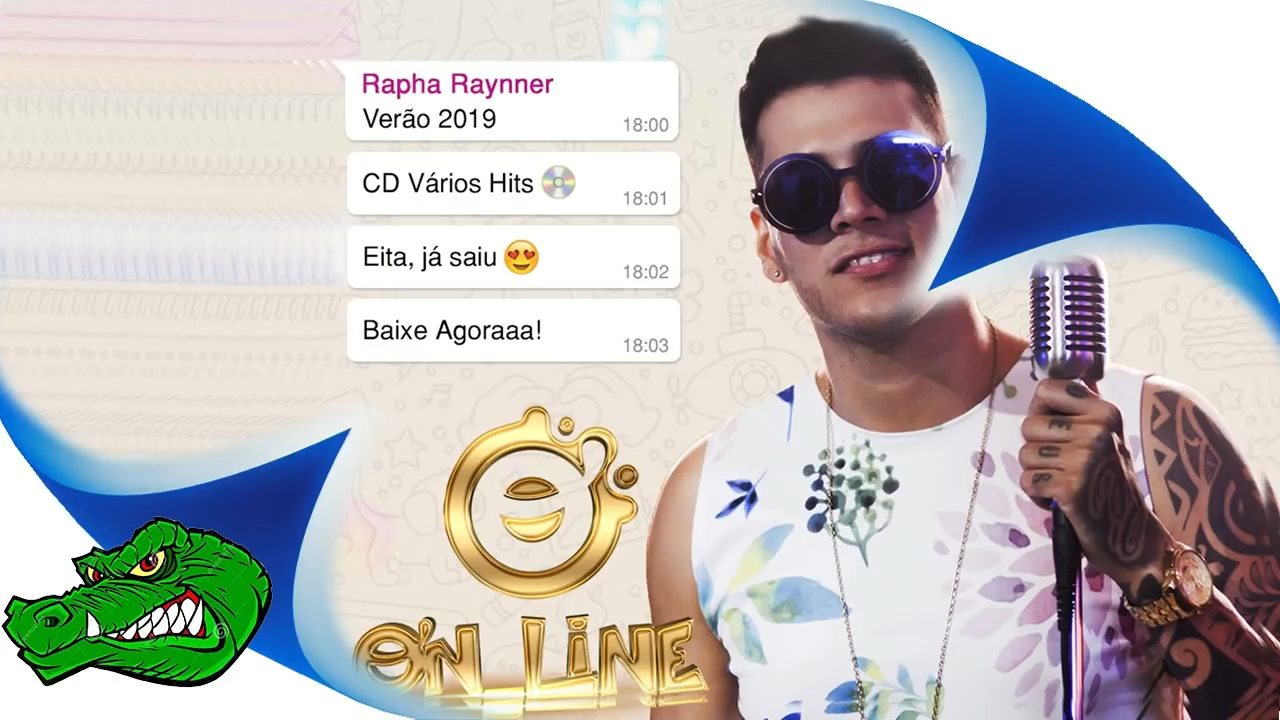 Rapha Raynner
Verão 2019
18:00
CD Vários Hits
18:01
Eita, já saiu
18:02
Baixe Agoraaa!
18:03
O'N LINE